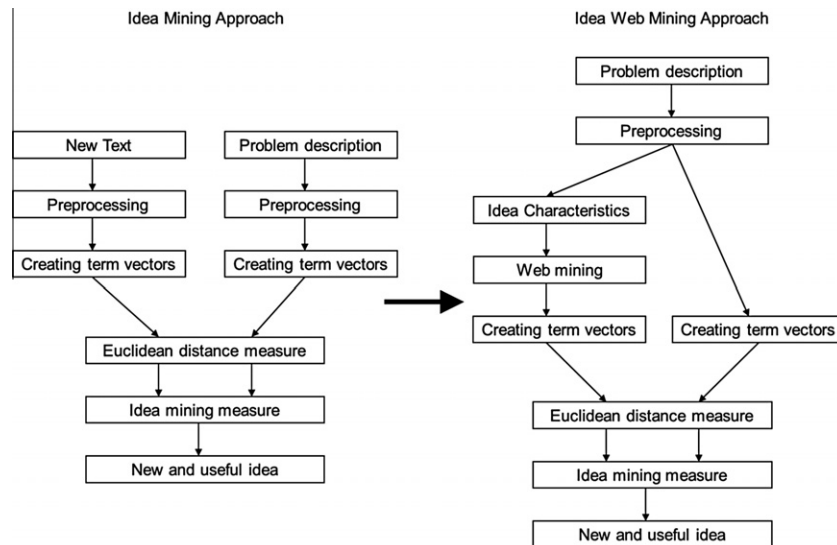 Idea Mining Approach
New Text
Problem description
Preprocessing
Preprocessing
Creating term vectors
Creating term vectors
Euclidean distance measure
Idea mining measure
New and useful idea
Idea Web Mining Approach
Problem description
Preprocessing
Idea Characteristics
Web mining
Creating term vectors
Creating term vectors
Euclidean distance measure
Idea mining measure
New and useful idea